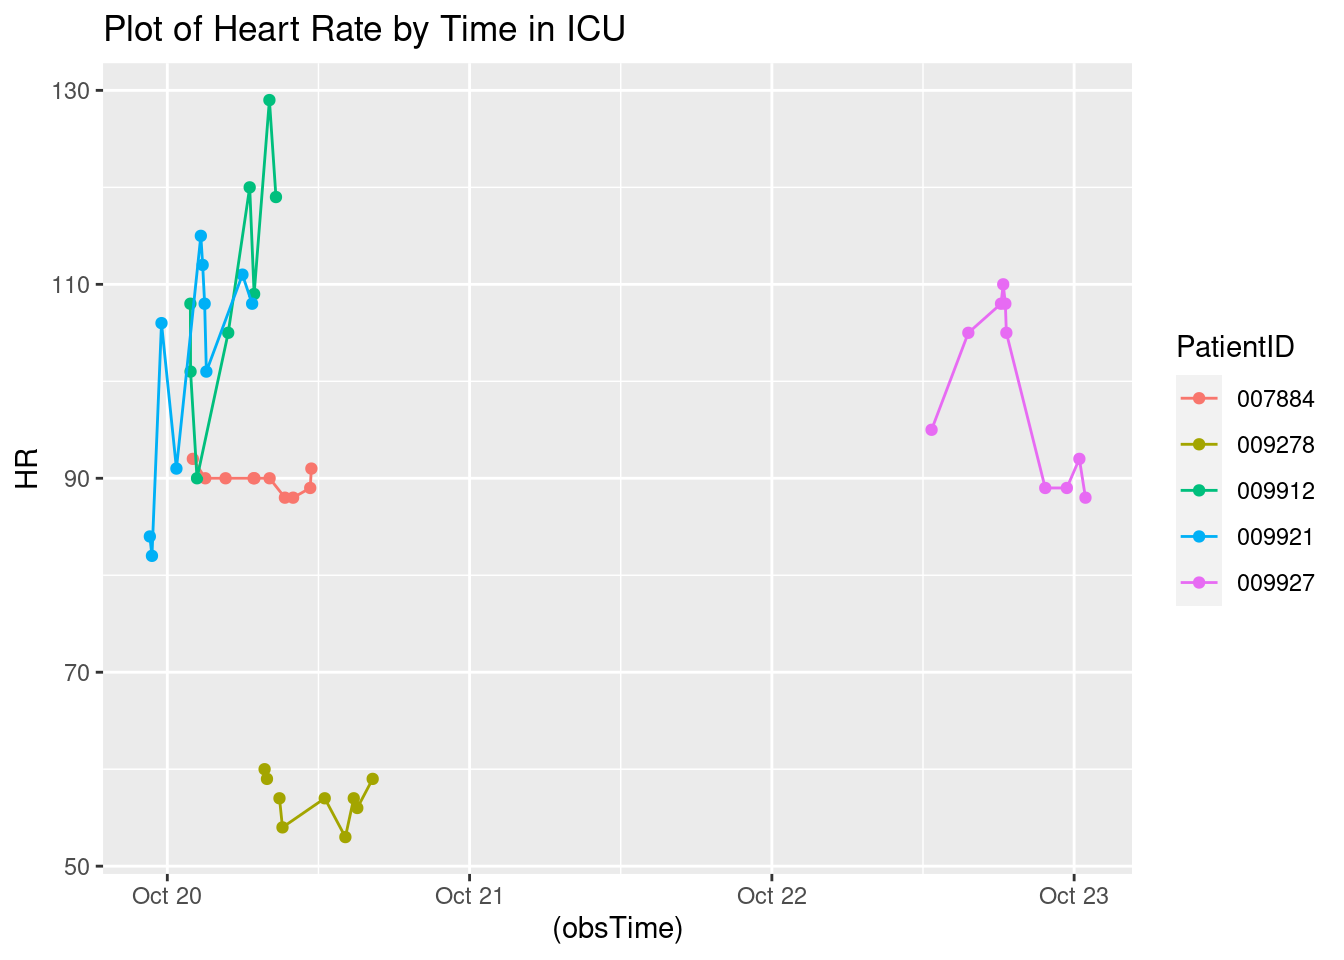 Plot of Heart Rate by Time in ICU
130
110
90
70
50
HR
Oct 20
Oct 21
Oct 22
Oct 23
(obsTime)
PatientID
007884
009278
009912
009921
009927